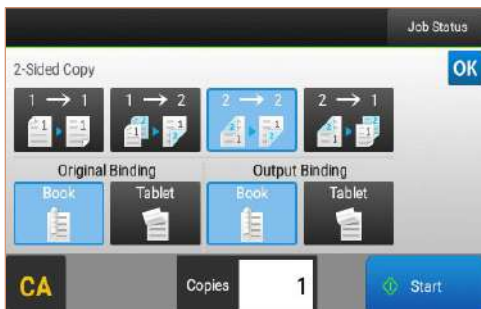 Job Status
2-Sided Copy
OK
1 → 1
1 → 2
2 → 2
2 → 1
Original Binding
Output Binding
Book
Tablet
Book
Tablet
CA
Copies
1
Start